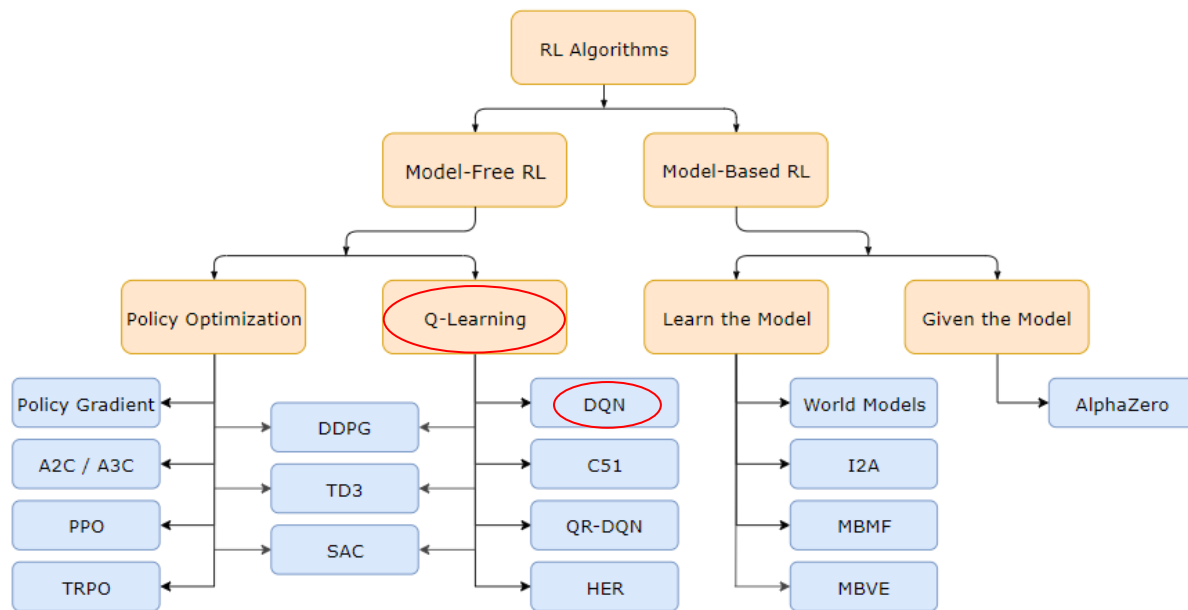 RL Algorithms
Model-Free RL
Model-Based RL
Policy Optimization
Q-Learning
Learn the Model
Given the Model
Policy Gradient
DDPG
DQN
World Models
AlphaZero
A2C / A3C
TD3
C51
I2A
PPO
SAC
QR-DQN
MBMF
TRPO
HER
MBVE